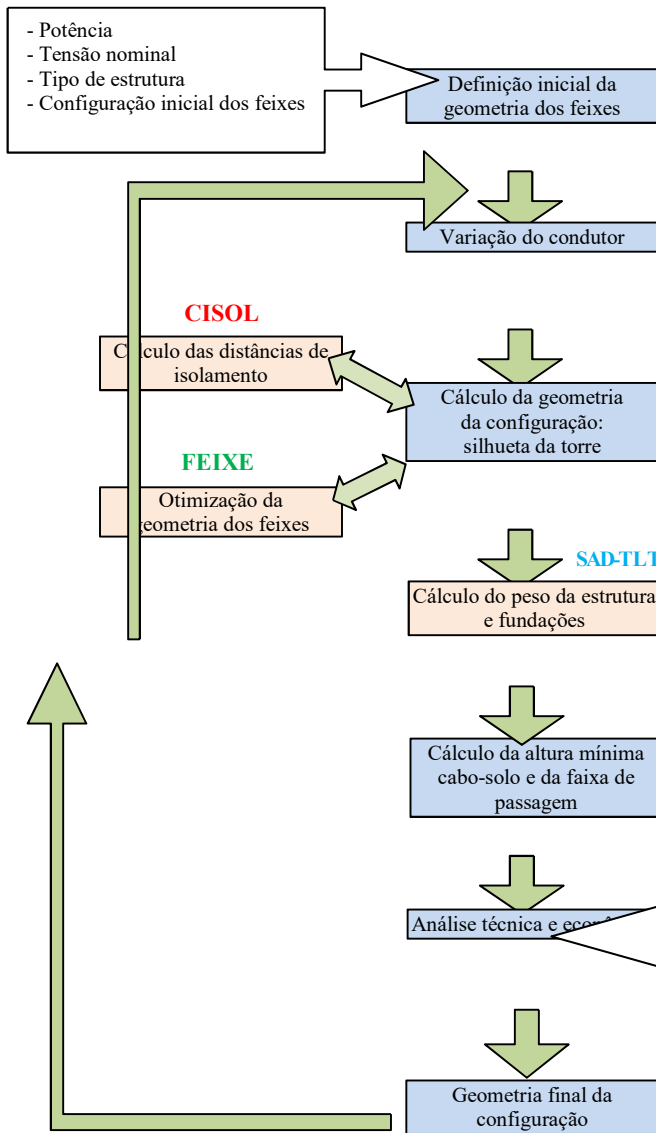 - Potência
- Tensão nominal
- Tipo de estrutura
- Configuração inicial dos feixes
Definição inicial da
geometria dos feixes
Variação do condutor
CISOL
Cálculo das distâncias de
isolamento
Cálculo da geometria
da configuração:
silhueta da torre
FEIXE
Otimização da
geometria dos feixes
SAD-TLT
Cálculo do peso da estrutura
e fundações
Cálculo da altura mínima
cabo-solo e da faixa de
passagem
Análise técnica e
Geometria final da
configuração